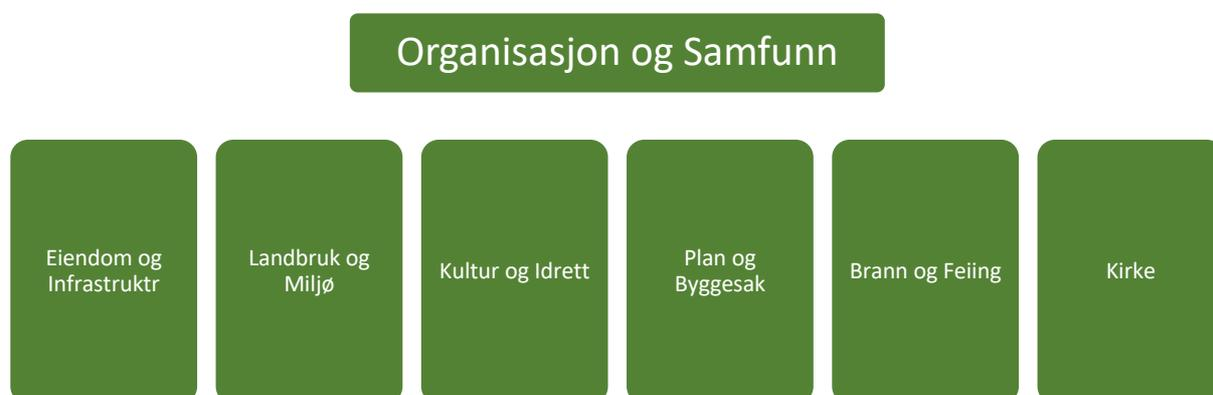 Organisasjon og Samfunn
Eiendom og
Infrastruktr
Landbruk og
Miljø
Kultur og Idrett
Plan og
Byggesak
Brann og Feiing
Kirke